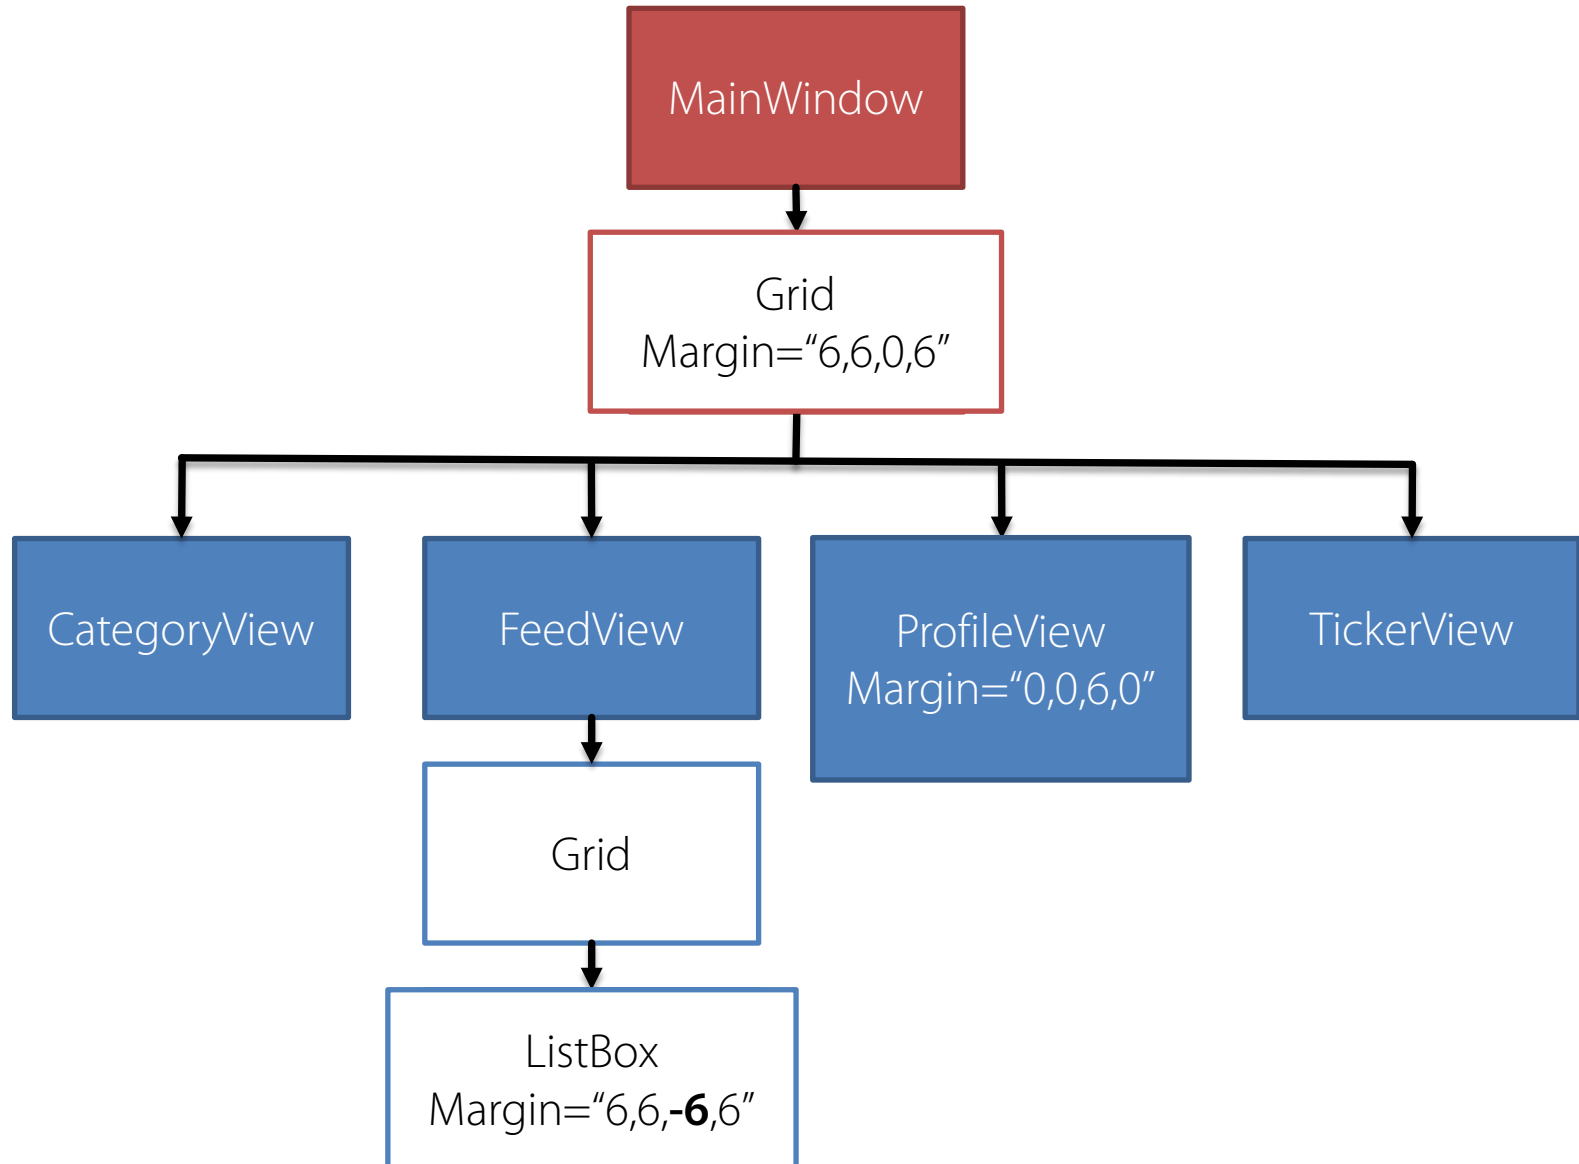 MainWindow
Grid
Margin=“6,6,0,6”
CategoryView
FeedView
ProfileView
Margin=“0,0,6,0”
TickerView
Grid
ListBox
Margin=“6,6,-6,6”